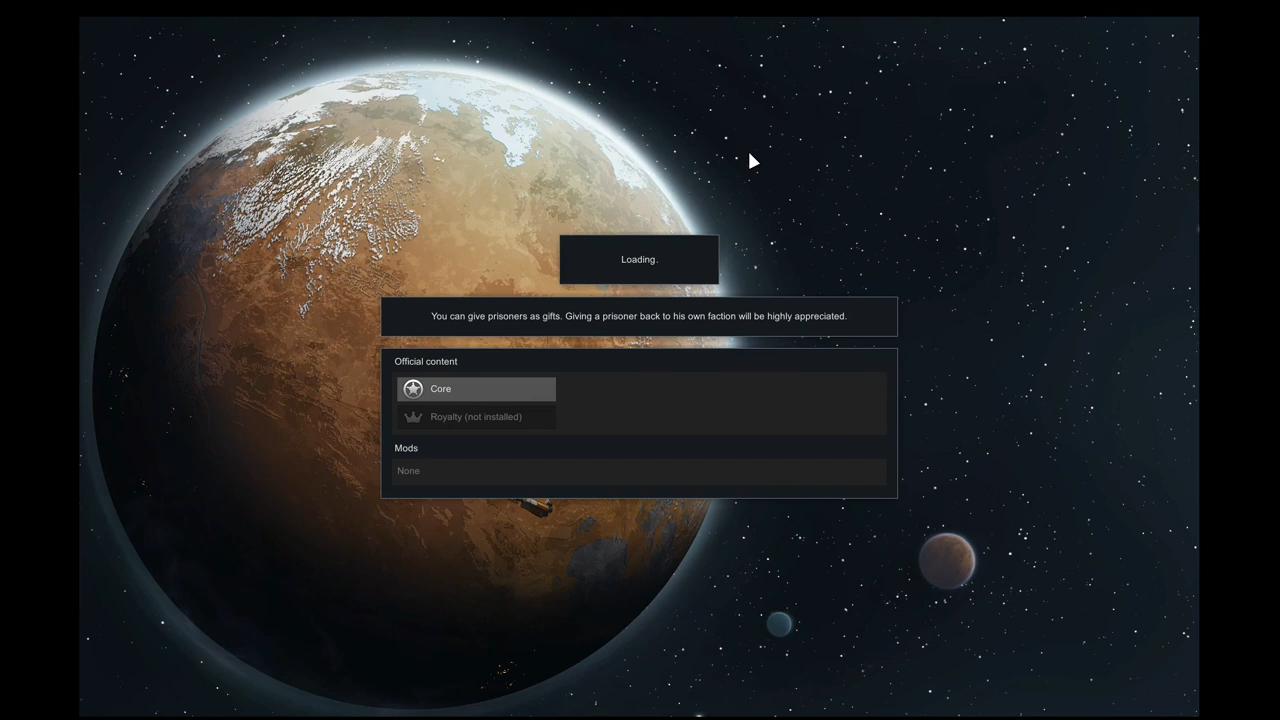 Loading.
You can give prisoners as gifts. Giving a prisoner back to his own faction will be highly appreciated.
Official content
Core
Royalty (not installed)
Mods
None